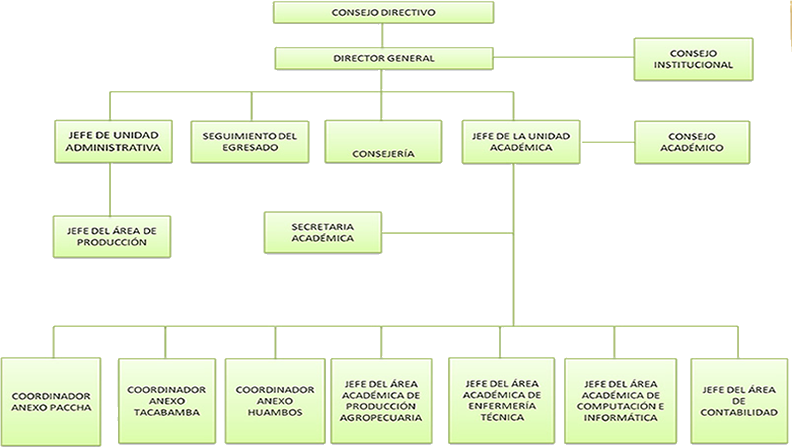 CONSEJO DIRECTIVO
DIRECTOR GENERAL
CONSEJO
INSTITUCIONAL
JEFE DE UNIDAD
ADMINISTRATIVA
SEGUIMIENTO DEL
EGRESADO
CONSEJERÍA
JEFE DE LA UNIDAD
ACADÉMICA
CONSEJO
ACADÉMICO
JEFE DEL ÁREA DE
PRODUCCIÓN
SECRETARIA
ACADÉMICA
COORDINADOR
ANEXO PACCHA
COORDINADOR
ANEXO
TACABAMBA
COORDINADOR
ANEXO
HUAMBOS
JEFE DEL ÁREA
ACADÉMICA DE
PRODUCCIÓN
AGROPECUARIA
JEFE DEL ÁREA
ACADÉMICA DE
ENFERMERÍA
TÉCNICA
JEFE DEL ÁREA
ACADÉMICA DE
COMPUTACIÓN E
INFORMÁTICA
JEFE DEL ÁREA
DE
CONTABILIDAD